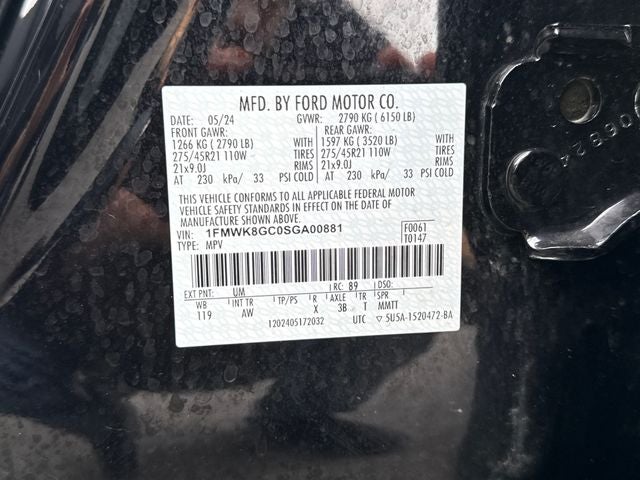 MFD. BY FORD MOTOR CO.
DATE: 05/24 GVWR: 2790 KG ( 6150 LB)
FRONT GAWR: REAR GAWR:
1266 KG ( 2790 LB) WITH 1597 KG ( 3520 LB) WITH
275/45R21 110W TIRES 275/45R21 110W TIRES
21x9.0J RIMS 21x9.0J RIMS
AT 230 kPa/ 33 PSI COLD AT 230 kPa/ 33 PSI COLD
THIS VEHICLE CONFORMS TO ALL APPLICABLE FEDERAL MOTOR
VEHICLE SAFETY STANDARDS IN EFFECT ON THE DATE OF
MANUFACTURE SHOWN ABOVE.
VIN: 1FMWK8GC0SGA00881 F0061
TYPE: MPV T0147
EXT PNT: UM RC: 89 DSO:
WB INT TR TP/PS R AXLE TR SPR
119 AW X 3B T MMTT
1202405172032 UTC ▽ 5U5A-1520472-BA